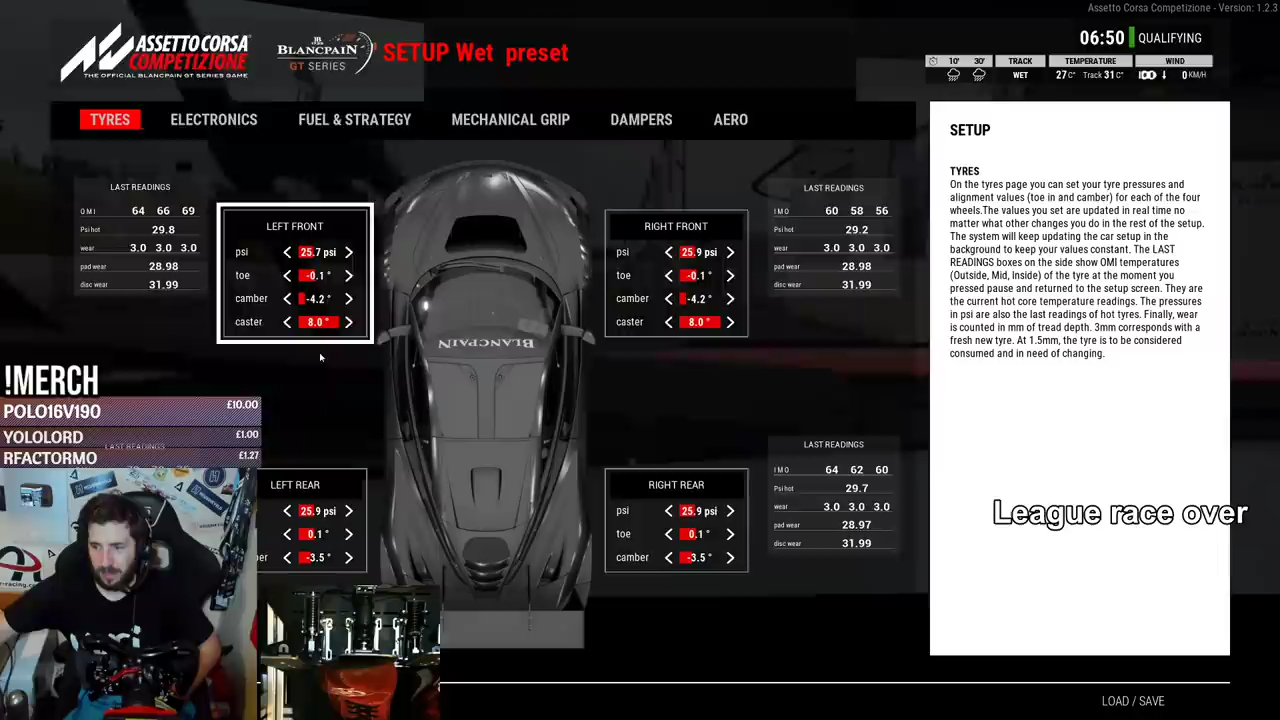 Assetto Corsa Competizione - Version: 1.2.3
ASSETTO CORSA
COMPETIZIONE
THE OFFICIAL BLANCPAIN GT SERIES GAME
BLANCPAIN
GT SERIES
SETUP Wet preset
06:50 QUALIFYING
10' 30' TRACK TEMPERATURE WIND
WET 27 C° Track 31 C° 0 KM/H
TYRES ELECTRONICS FUEL & STRATEGY MECHANICAL GRIP DAMPERS AERO
LAST READINGS
O M I 64 66 69
Psi hot 29.8
wear 3.0 3.0 3.0
pad wear 28.98
disc wear 31.99
LEFT FRONT
psi 25.7 psi
toe -0.1 °
camber -4.2 °
caster 8.0 °
RIGHT FRONT
psi 25.9 psi
toe -0.1 °
camber -4.2 °
caster 8.0 °
LAST READINGS
I M O 60 58 56
Psi hot 29.2
wear 3.0 3.0 3.0
pad wear 28.98
disc wear 31.99
BLANCPAIN
!MERCH
POLO16V190 £10.00
YOLOLORD £1.00
LAST READINGS
RFACTORMO £1.27
LEFT REAR
25.9 psi
0.1 °
er -3.5 °
RIGHT REAR
psi 25.9 psi
toe 0.1 °
camber -3.5 °
LAST READINGS
I M O 64 62 60
Psi hot 29.7
wear 3.0 3.0 3.0
pad wear 28.97
disc wear 31.99
SETUP
TYRES
On the tyres page you can set your tyre pressures and
alignment values (toe in and camber) for each of the four
wheels.The values you set are updated in real time no
matter what other changes you do in the rest of the setup.
The system will keep updating the car setup in the
background to keep your values constant. The LAST
READINGS boxes on the side show OMI temperatures
(Outside, Mid, Inside) of the tyre at the moment you
pressed pause and returned to the setup screen. They are
the current hot core temperature readings. The pressures
in psi are also the last readings of hot tyres. Finally, wear
is counted in mm of tread depth. 3mm corresponds with a
fresh new tyre. At 1.5mm, the tyre is to be considered
consumed and in need of changing.
League race over
LOAD / SAVE